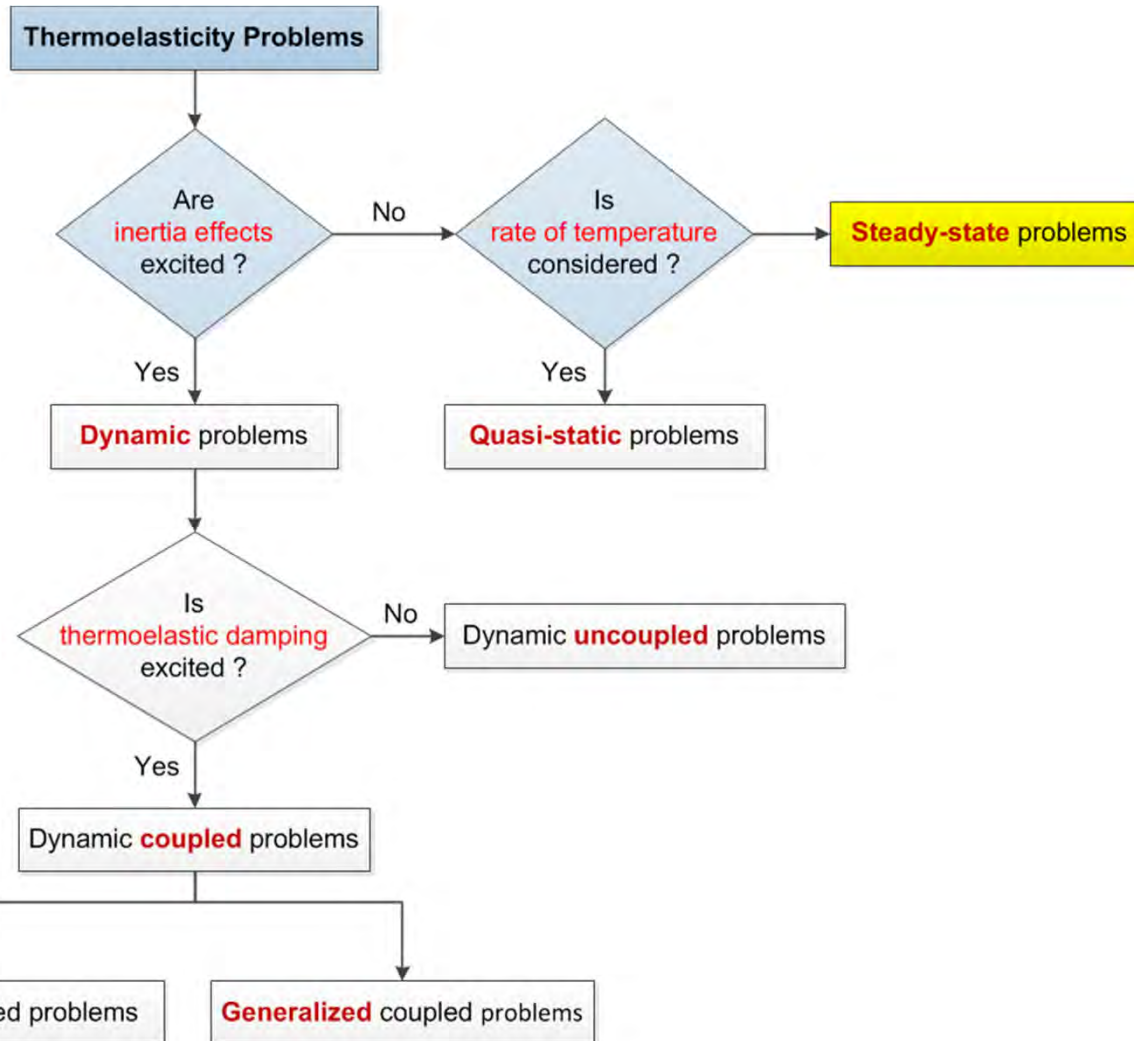 Thermoelasticity Problems
Are
inertia effects
excited ?
No
Is
rate of temperature
considered ?
Steady-state problems
Yes
Yes
Dynamic problems
Quasi-static problems
Is
thermoelastic damping
excited ?
No
Dynamic uncoupled problems
Yes
Dynamic coupled problems
problems
Generalized coupled problems